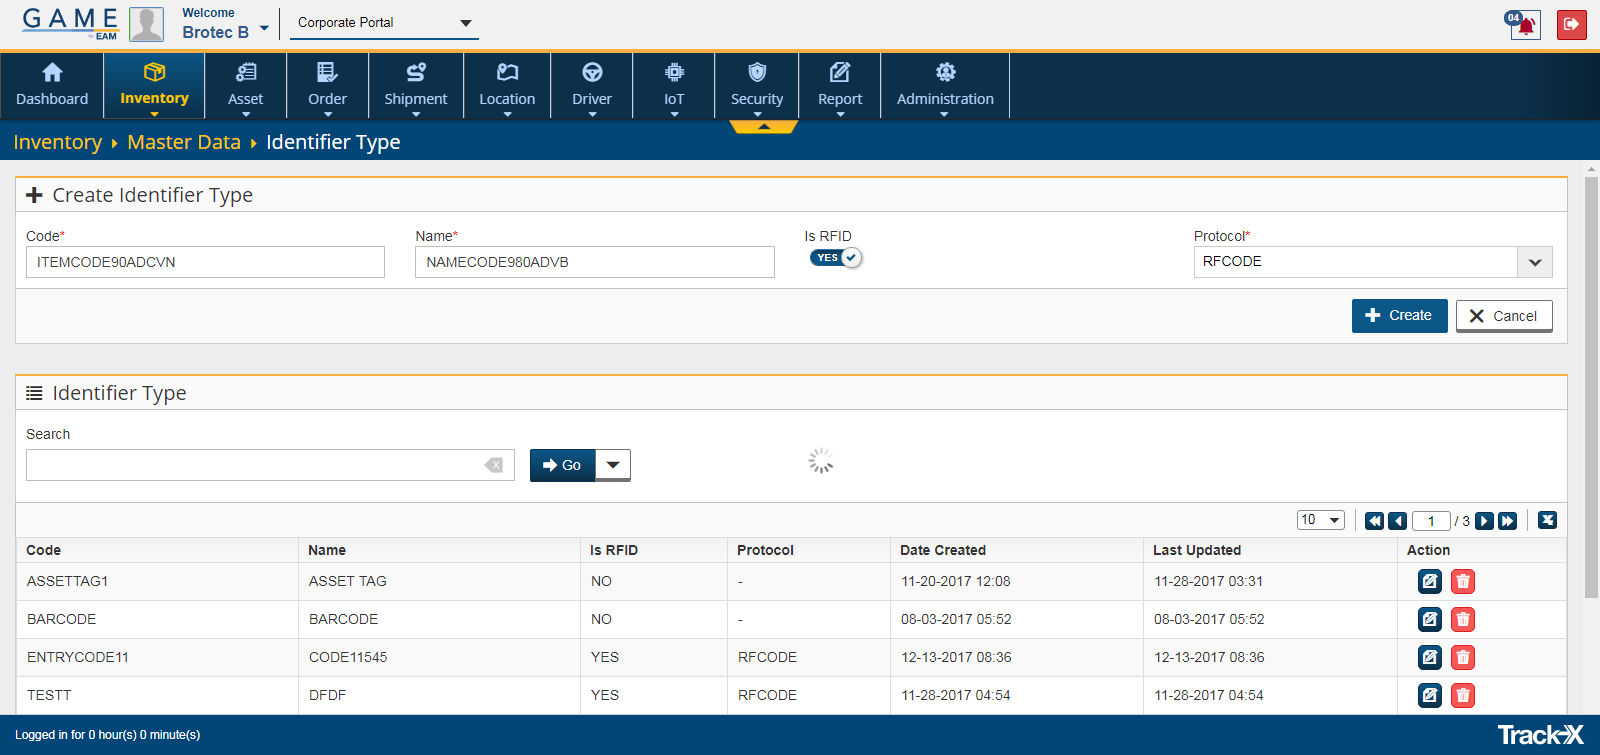 GAME
by EAM
Welcome
Brotec B
Corporate Portal
04
Dashboard
Inventory
Asset
Order
Shipment
Location
Driver
IoT
Security
Report
Administration
Inventory Master Data Identifier Type
Create Identifier Type
Code* Name* Is RFID Protocol*
ITEMCODE90ADCVN NAMECODE980ADVB YES RFCODE
Create Cancel
Identifier Type
Search
Go
10 1 / 3
Code Name Is RFID Protocol Date Created Last Updated Action
ASSETTAG1 ASSET TAG NO - 11-20-2017 12:08 11-28-2017 03:31
BARCODE BARCODE NO - 08-03-2017 05:52 08-03-2017 05:52
ENTRYCODE11 CODE11545 YES RFCODE 12-13-2017 08:36 12-13-2017 08:36
TESTT DFDF YES RFCODE 11-28-2017 04:54 11-28-2017 04:54
Logged in for 0 hour(s) 0 minute(s)
Track-X